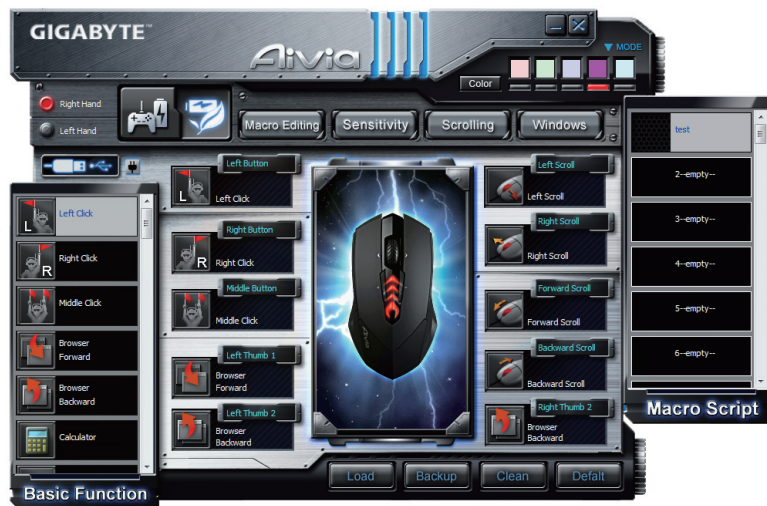 GIGABYTE™
Aivia
MODE
Color
Right Hand
Left Hand
Macro Editing
Sensitivity
Scrolling
Windows
Left Click
Right Click
Middle Click
Browser
Forward
Browser
Backward
Calculator
Basic Function
Left Button
L
Left Click
Right Button
R
Right Click
Middle Button
Middle Click
Left Thumb 1
Browser
Forward
Left Thumb 2
Browser
Backward
L
R
Aivia
Left Scroll
Left Scroll
Right Scroll
Right Scroll
Forward Scroll
Forward Scroll
Backward Scroll
Backward Scroll
Right Thumb 2
Browser
Backward
test
2--empty--
3--empty--
4--empty--
5--empty--
6--empty--
Macro Script
Load
Backup
Clean
Defalt